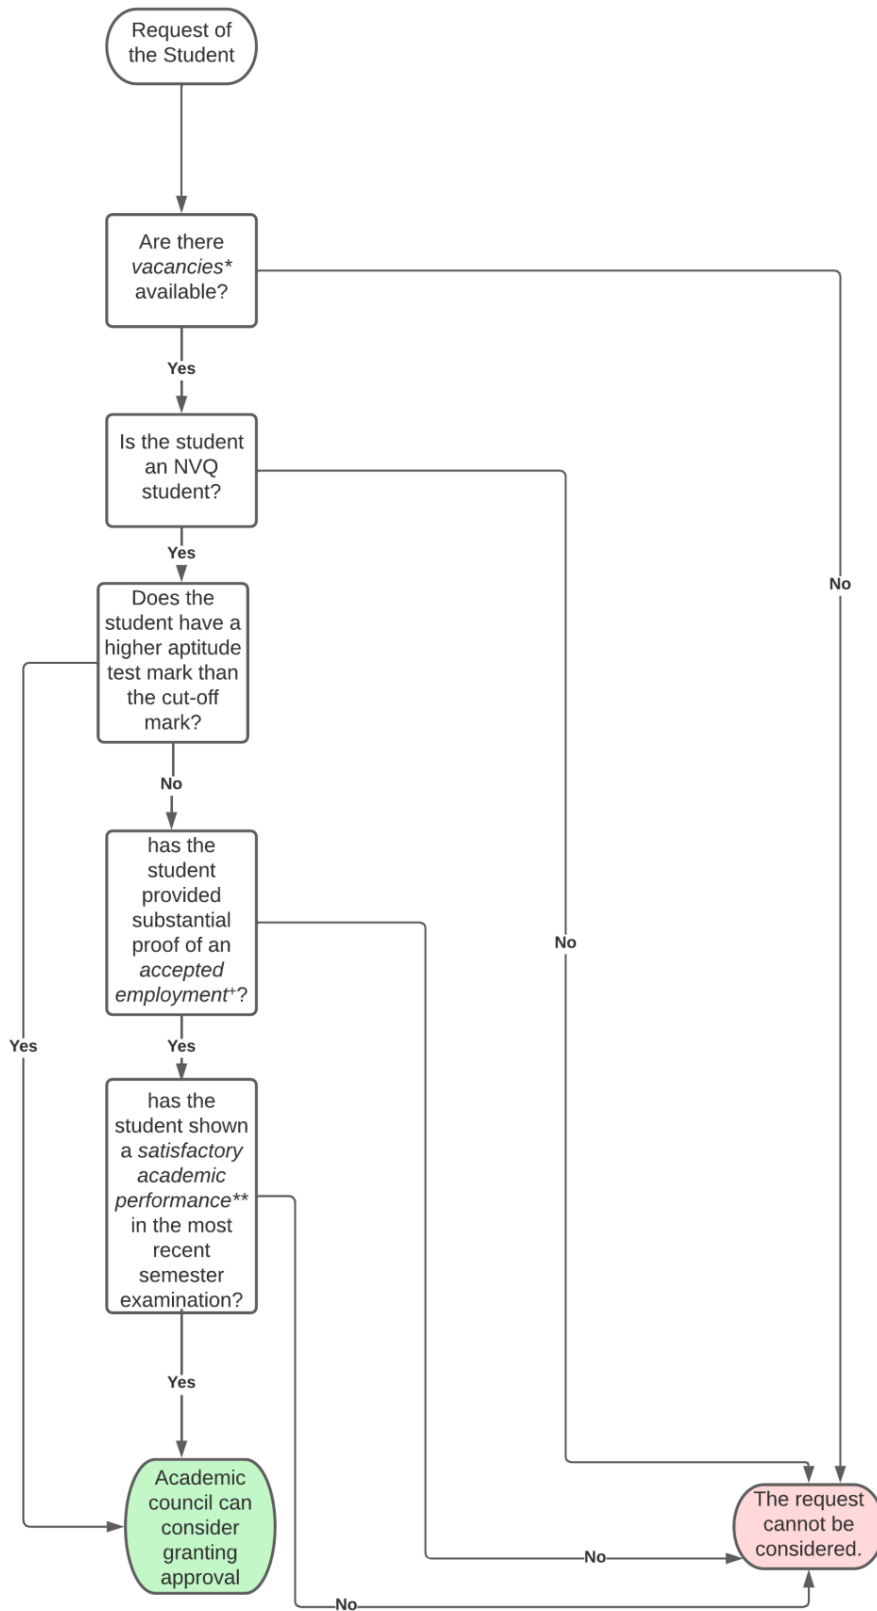 Request of
the Student
Are there
vacancies*
available?
Yes
Is the student
an NVQ
student?
Yes
No
Does the
student have a
higher aptitude
test mark than
the cut-off
mark?
No
has the
student
provided
substantial
proof of an
accepted
employment⁺?
No
Yes
Yes
has the
student shown
a satisfactory
academic
performance**
in the most
recent
semester
examination?
Yes
Academic
council can
consider
granting
approval
The request
cannot be
considered.
No
No